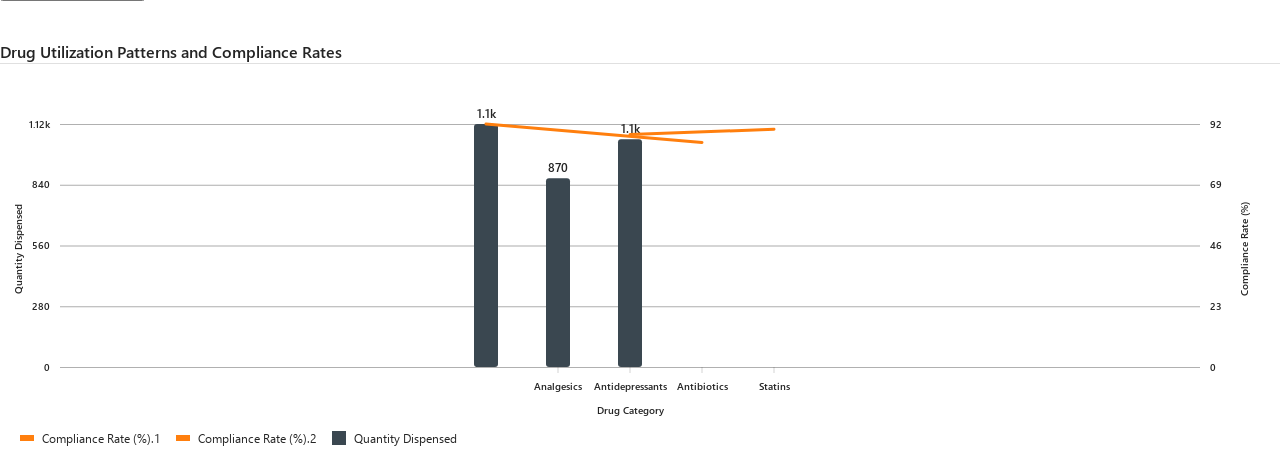 Drug Utilization Patterns and Compliance Rates
1.1k
1.1k
870
1.12k
840
560
280
0
Quantity Dispensed
92
69
46
23
0
Compliance Rate (%)
Analgesics Antidepressants Antibiotics Statins
Drug Category
Compliance Rate (%).1 Compliance Rate (%).2 Quantity Dispensed